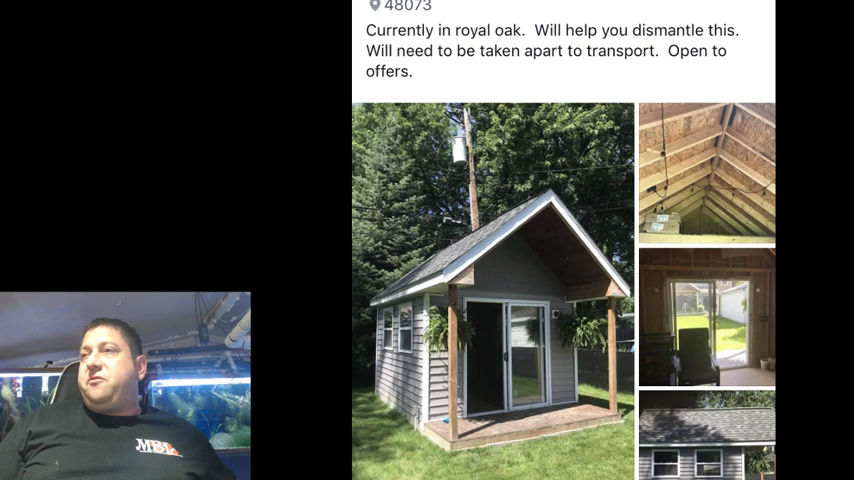 48073
Currently in royal oak.  Will help you dismantle this.
Will need to be taken apart to transport.  Open to
offers.